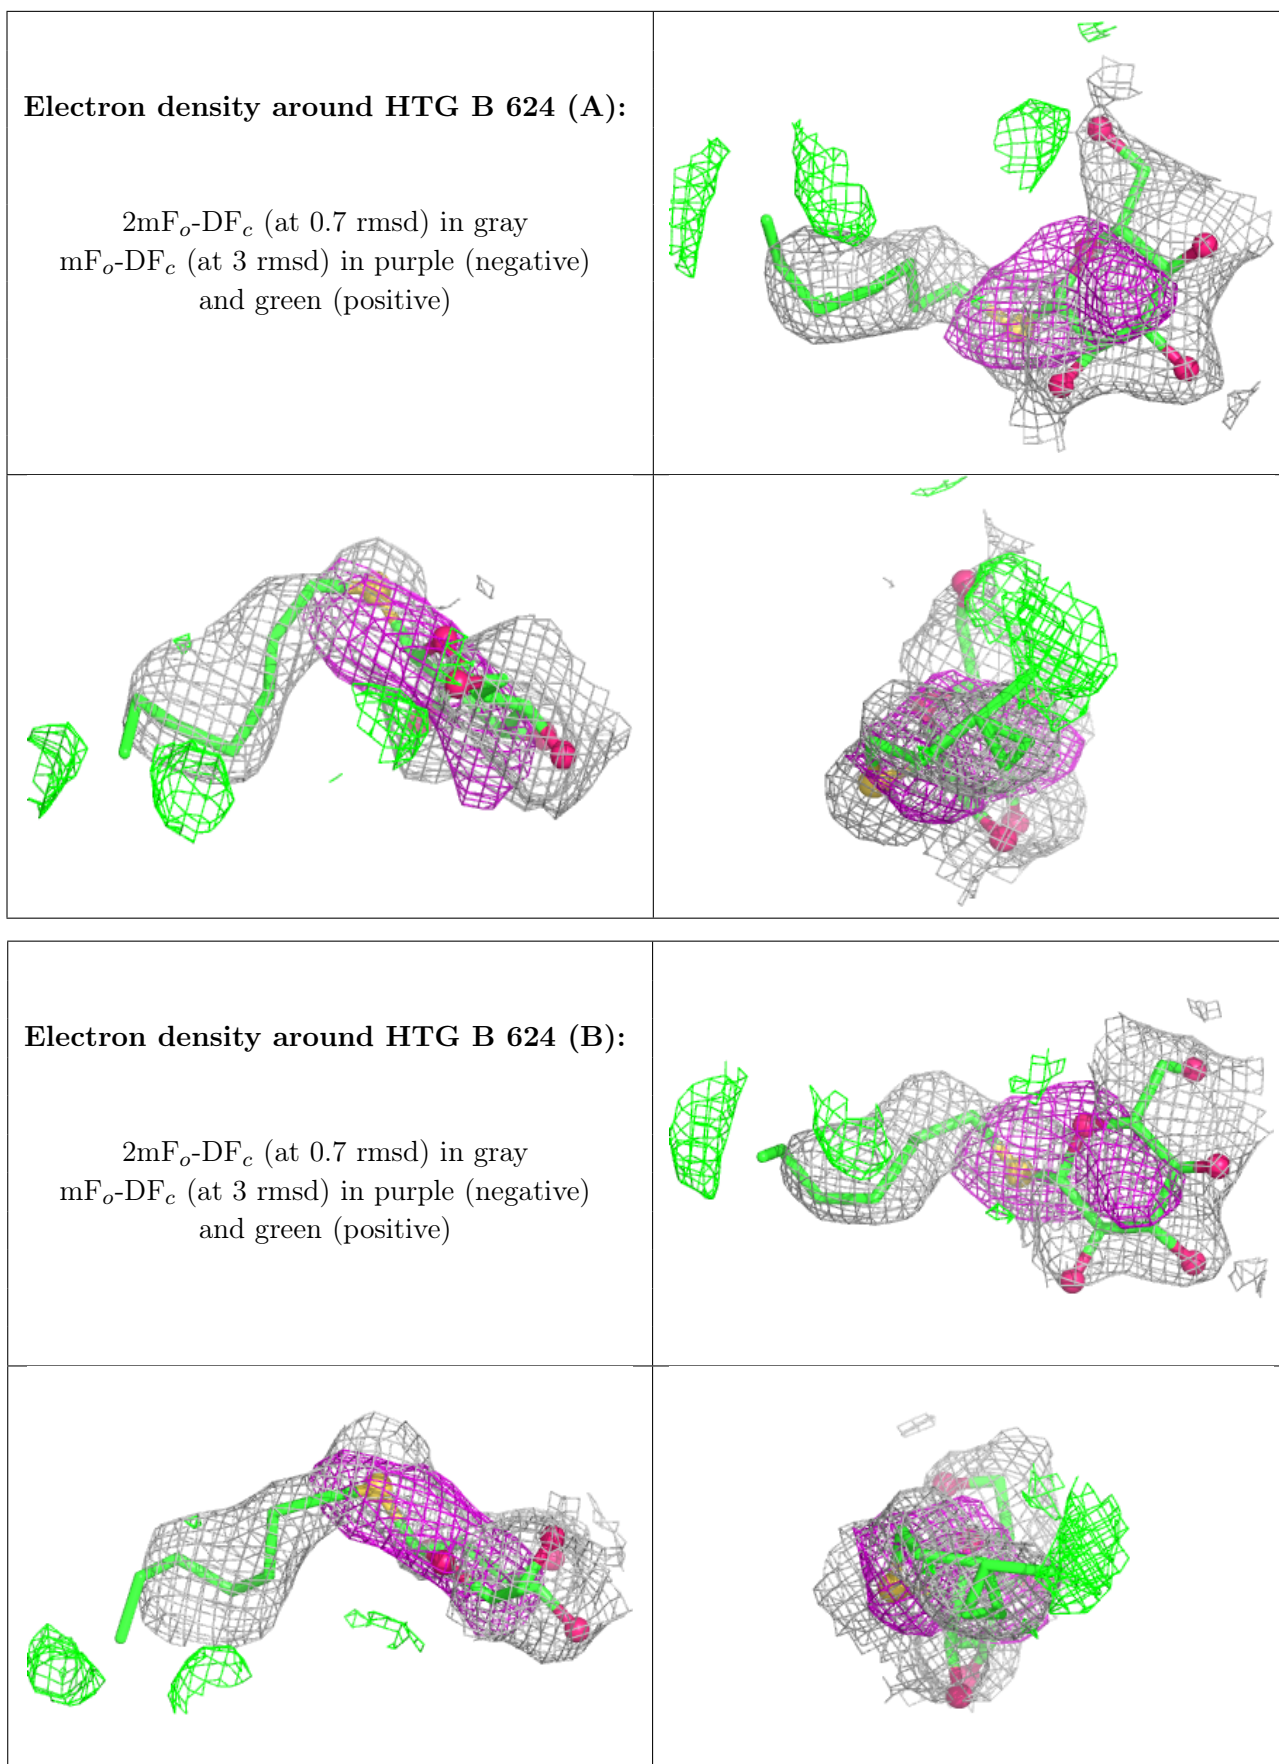 Electron density around HTG B 624 (A):
2mFo-DFc (at 0.7 rmsd) in gray
mFo-DFc (at 3 rmsd) in purple (negative)
and green (positive)
Electron density around HTG B 624 (B):
2mFo-DFc (at 0.7 rmsd) in gray
mFo-DFc (at 3 rmsd) in purple (negative)
and green (positive)